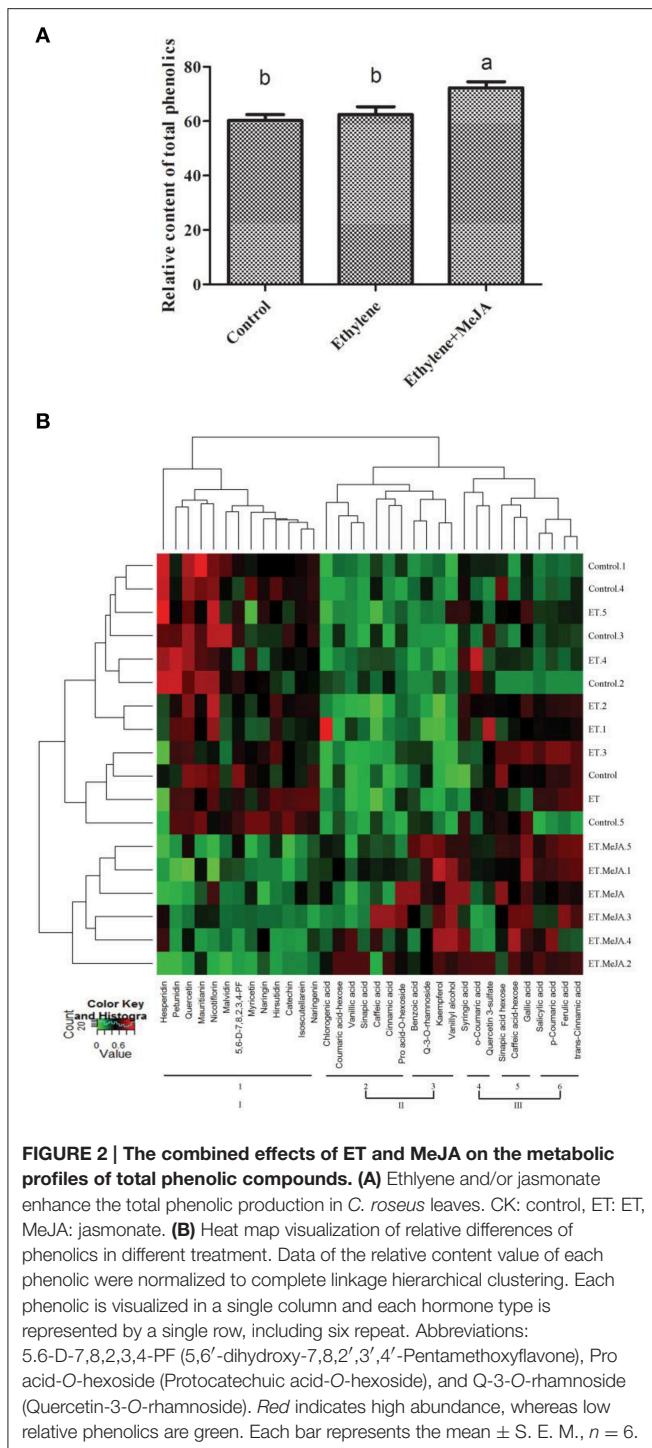 A
Relative content of total phenolics
80
60
40
20
0
b
b
a
Control
Ethylene
Ethylene+MeJA
B
Control.1
Control.4
ET.5
Control.3
ET.4
Control.2
ET.2
ET.1
ET.3
Control
ET
Control.5
ET.MeJA.5
ET.MeJA.1
ET.MeJA
ET.MeJA.3
ET.MeJA.4
ET.MeJA.2
Hesperidin
Petunidin
Quercetin
Mauritianin
Nicotiflorin
Malvidin
5,6-D-7,8,2,3,4-PF
Myricetin
Naringin
Hirsutidin
Catechin
Isoscutellarein
Naringenin
Chlorogenic acid
Coumaric acid-hexose
Vanillic acid
Sinapic acid
Caffeic acid
Cinnamic acid
Pro acid-O-hexoside
Benzoic acid
Q-3-O-rhamnoside
Kaempferol
Vanillyl alcohol
Syringic acid
o-Coumaric acid
Quercetin 3-sulfate
Sinapic acid hexose
Caffeic acid-hexose
Gallic acid
Salicylic acid
p-Coumaric acid
Ferulic acid
trans-Cinnamic acid
Color Key
and Histogra
Count
20
0 0.6
Value
1 2 3 4 5 6
I II III
FIGURE 2 | The combined effects of ET and MeJA on the metabolic
profiles of total phenolic compounds. (A) Ethlyene and/or jasmonate
enhance the total phenolic production in C. roseus leaves. CK: control, ET: ET,
MeJA: jasmonate. (B) Heat map visualization of relative differences of
phenolics in different treatment. Data of the relative content value of each
phenolic were normalized to complete linkage hierarchical clustering. Each
phenolic is visualized in a single column and each hormone type is
represented by a single row, including six repeat. Abbreviations:
5.6-D-7,8,2,3,4-PF (5,6′-dihydroxy-7,8,2′,3′,4′-Pentamethoxyflavone), Pro
acid-O-hexoside (Protocatechuic acid-O-hexoside), and Q-3-O-rhamnoside
(Quercetin-3-O-rhamnoside). Red indicates high abundance, whereas low
relative phenolics are green. Each bar represents the mean ± S. E. M., n = 6.